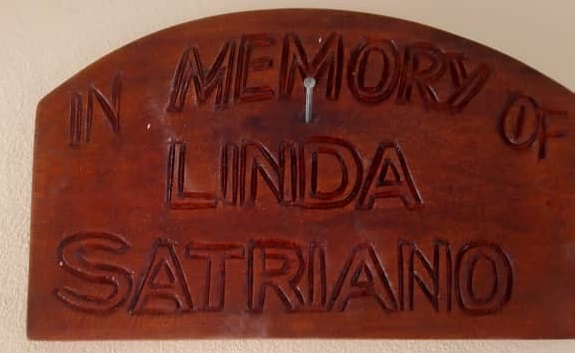 IN MEMORY OF
LINDA
SATRIANO